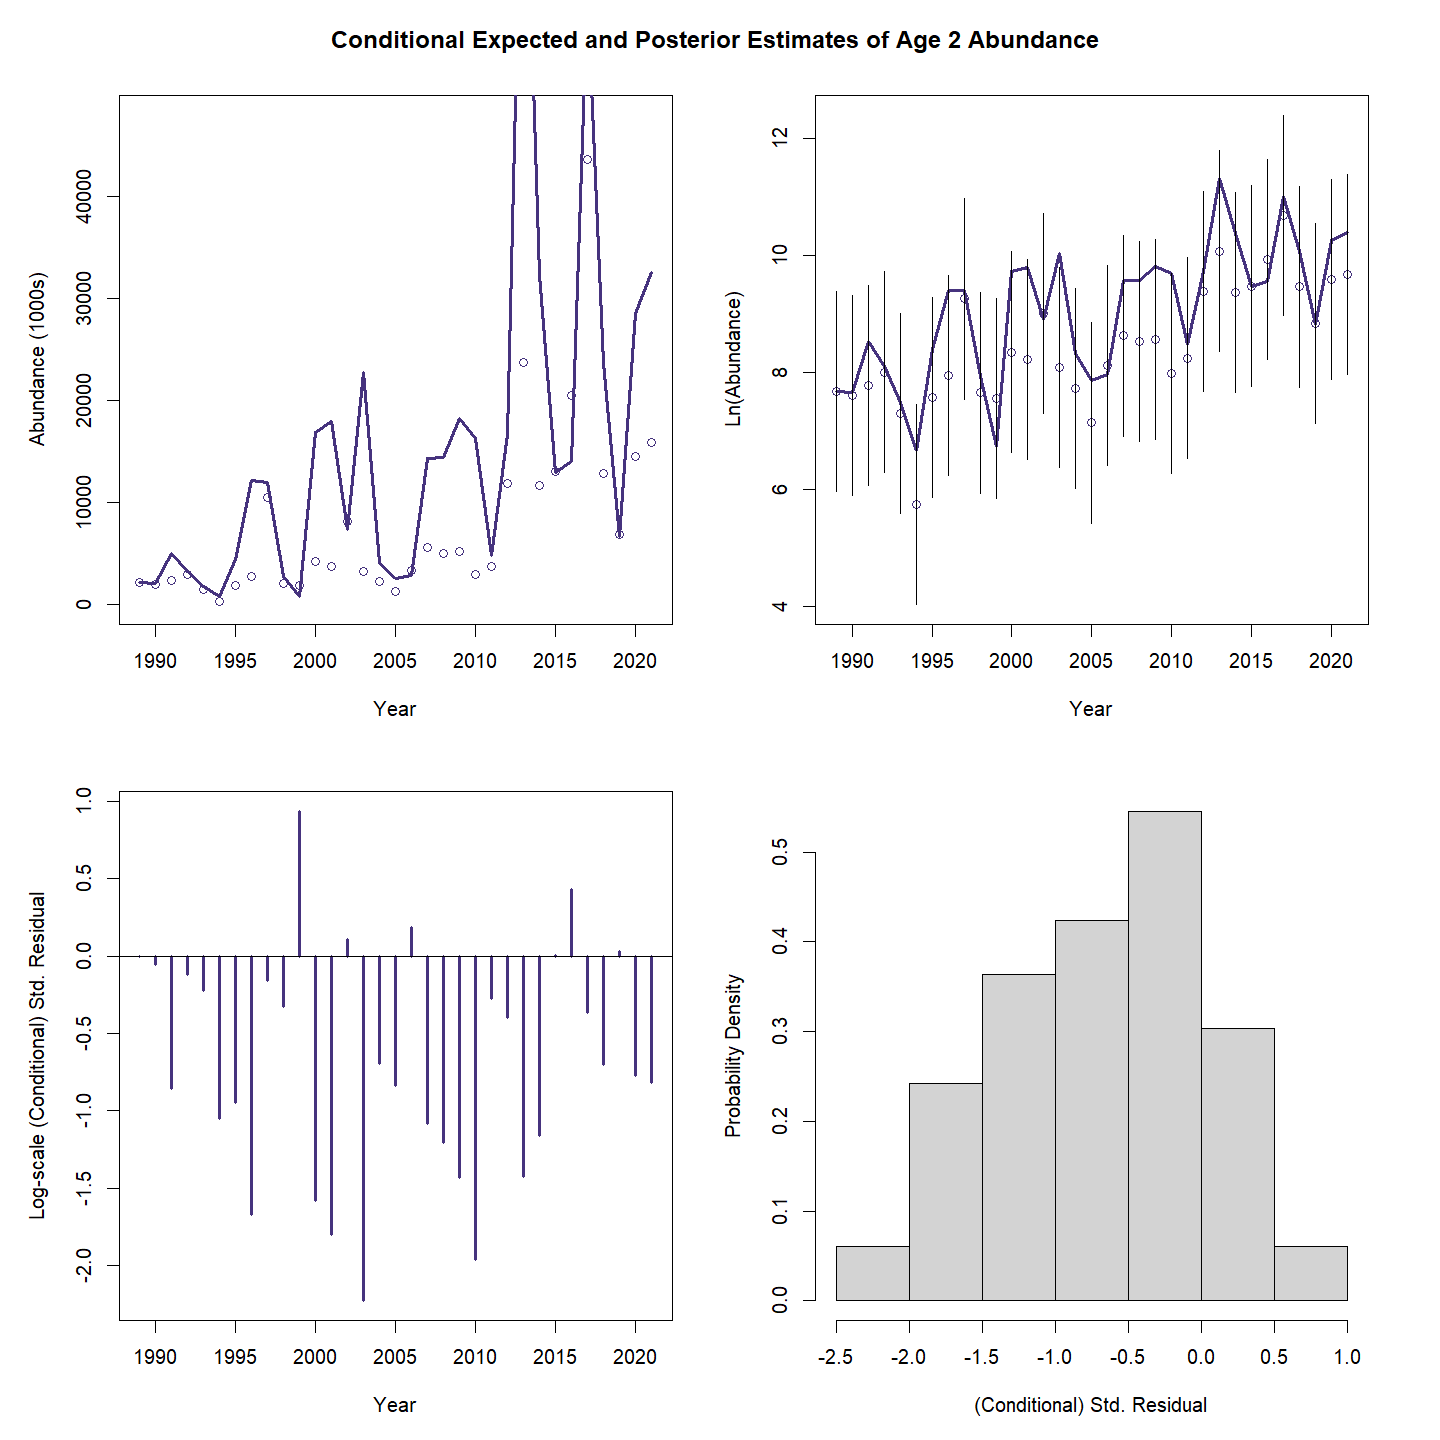 Conditional Expected and Posterior Estimates of Age 2 Abundance
Abundance (1000s)
40000
30000
20000
10000
0
1990 1995 2000 2005 2010 2015 2020
Year
Ln(Abundance)
12
10
8
6
4
1990 1995 2000 2005 2010 2015 2020
Year
Log-scale (Conditional) Std. Residual
1.0
0.5
0.0
-0.5
-1.0
-1.5
-2.0
1990 1995 2000 2005 2010 2015 2020
Year
Probability Density
0.5
0.4
0.3
0.2
0.1
0.0
-2.5 -2.0 -1.5 -1.0 -0.5 0.0 0.5 1.0
(Conditional) Std. Residual